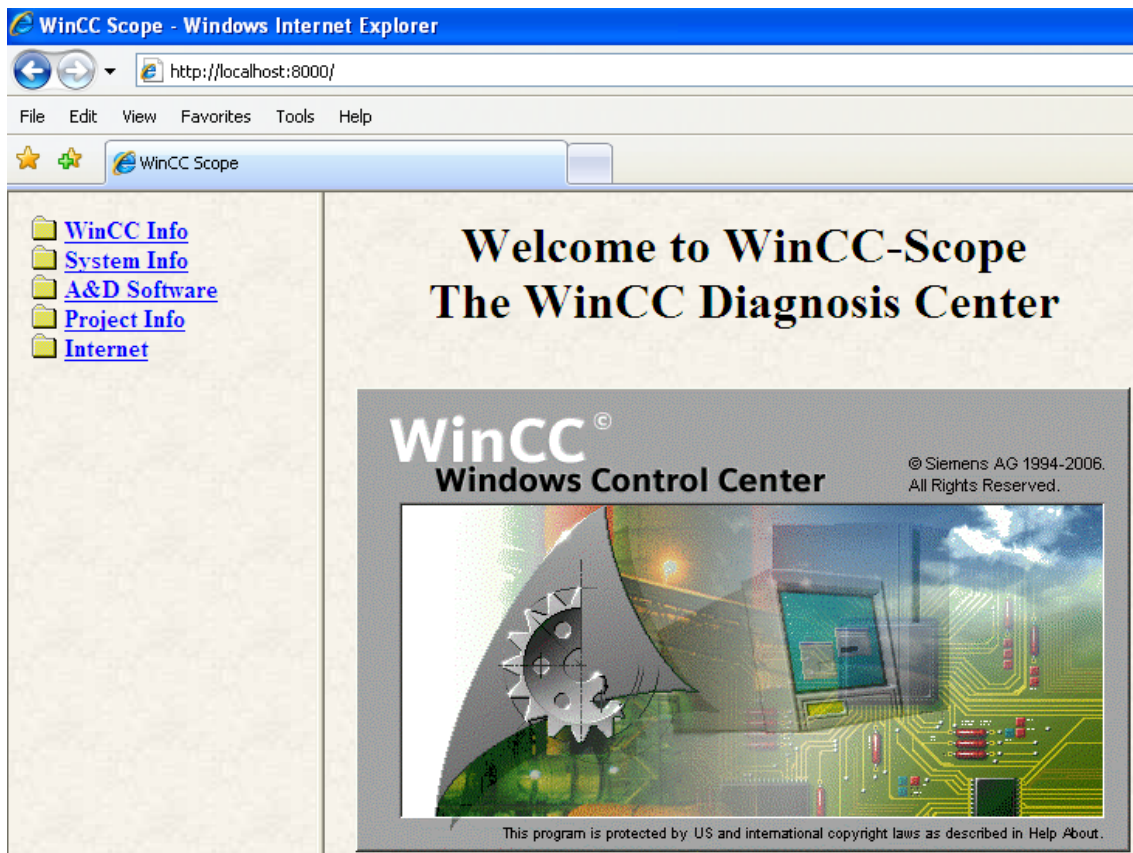 WinCC Scope - Windows Internet Explorer
http://localhost:8000/
File Edit View Favorites Tools Help
WinCC Scope
WinCC Info
System Info
A&D Software
Project Info
Internet
Welcome to WinCC-Scope
The WinCC Diagnosis Center
WinCC©
Windows Control Center
© Siemens AG 1994-2006.
All Rights Reserved.
This program is protected by US and international copyright laws as described in Help About.